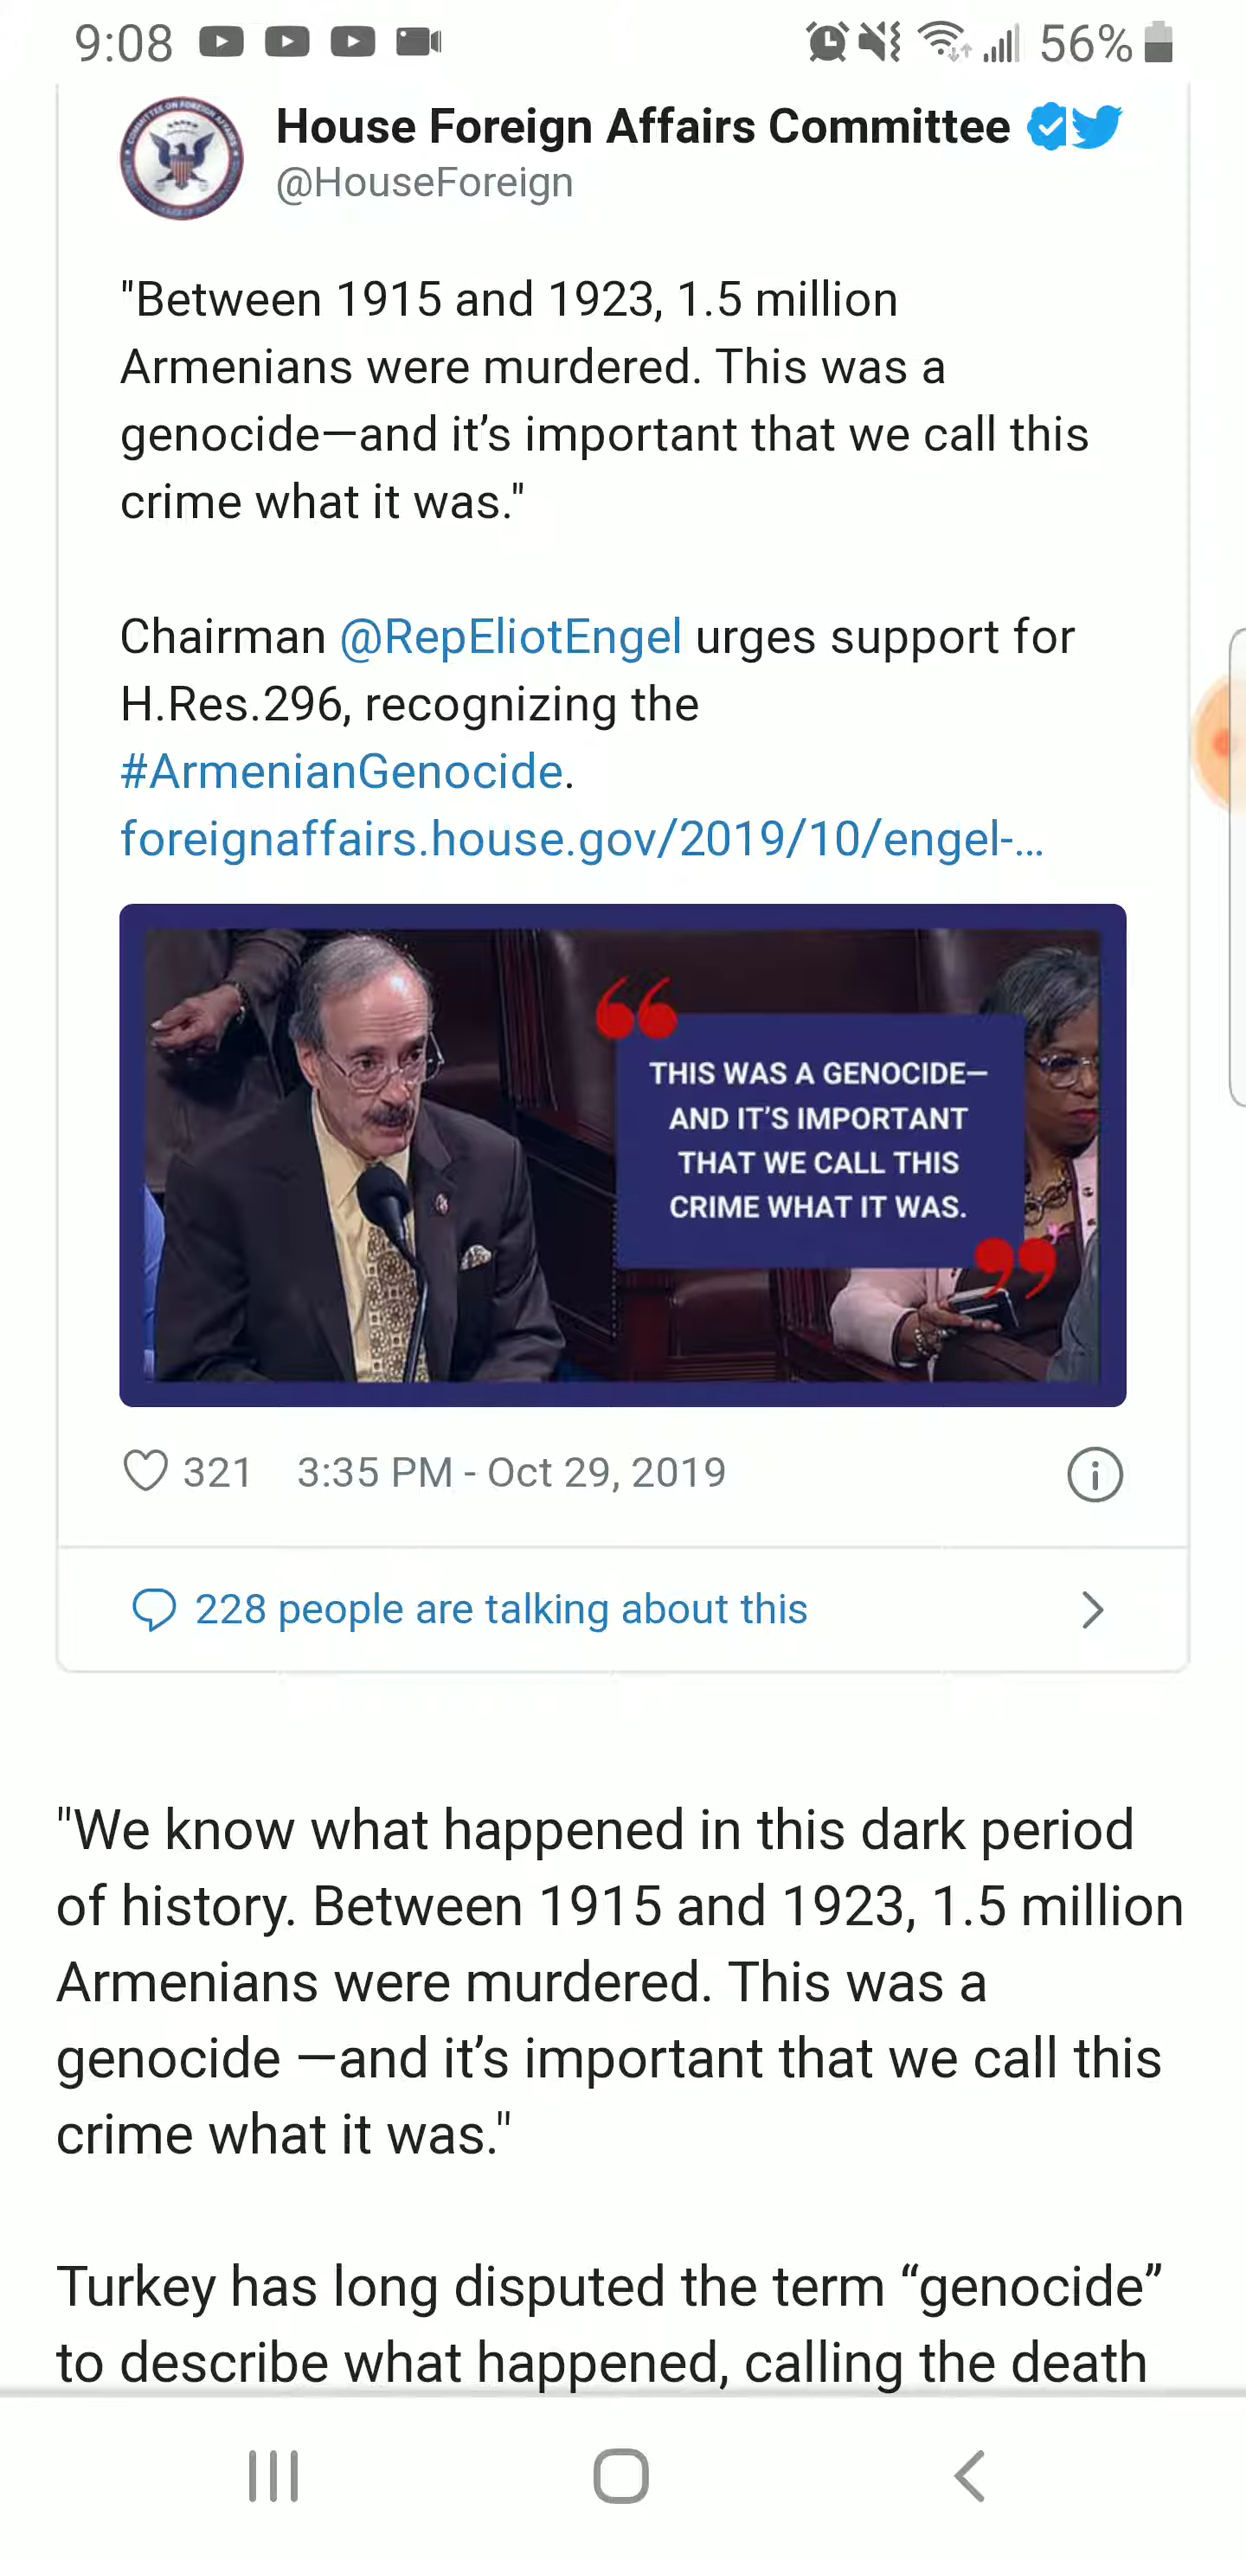 9:08
56%
House Foreign Affairs Committee
@HouseForeign
"Between 1915 and 1923, 1.5 million
Armenians were murdered. This was a
genocide—and it’s important that we call this
crime what it was."
Chairman @RepEliotEngel urges support for
H.Res.296, recognizing the
#ArmenianGenocide.
foreignaffairs.house.gov/2019/10/engel-…
THIS WAS A GENOCIDE—
AND IT’S IMPORTANT
THAT WE CALL THIS
CRIME WHAT IT WAS.
321 3:35 PM - Oct 29, 2019
228 people are talking about this
"We know what happened in this dark period
of history. Between 1915 and 1923, 1.5 million
Armenians were murdered. This was a
genocide —and it’s important that we call this
crime what it was."
Turkey has long disputed the term “genocide”
to describe what happened, calling the death